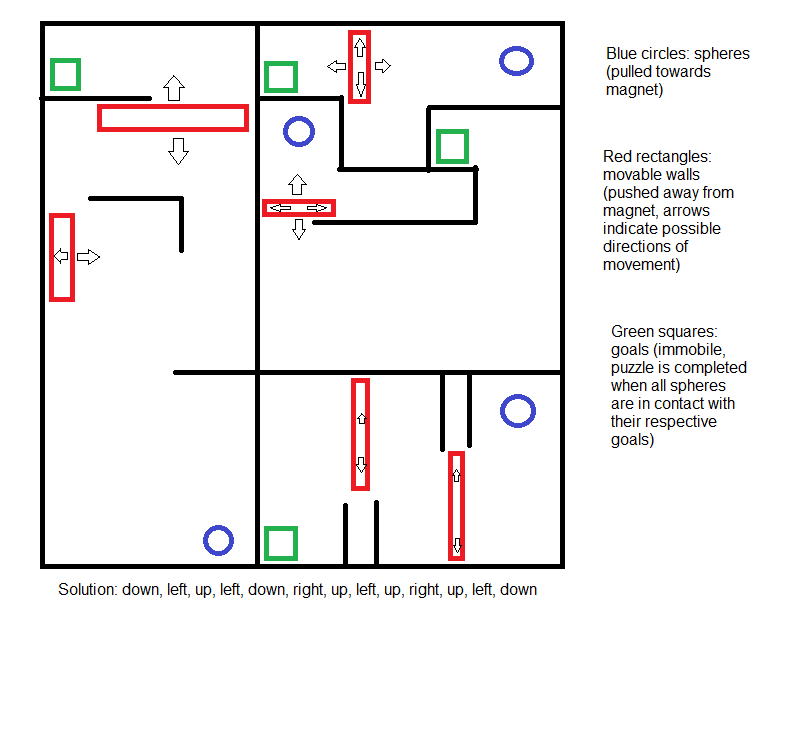 Blue circles: spheres
(pulled towards
magnet)
Red rectangles:
movable walls
(pushed away from
magnet, arrows
indicate possible
directions of
movement)
Green squares:
goals (immobile,
puzzle is completed
when all spheres
are in contact with
their respective
goals)
Solution: down, left, up, left, down, right, up, left, up, right, up, left, down